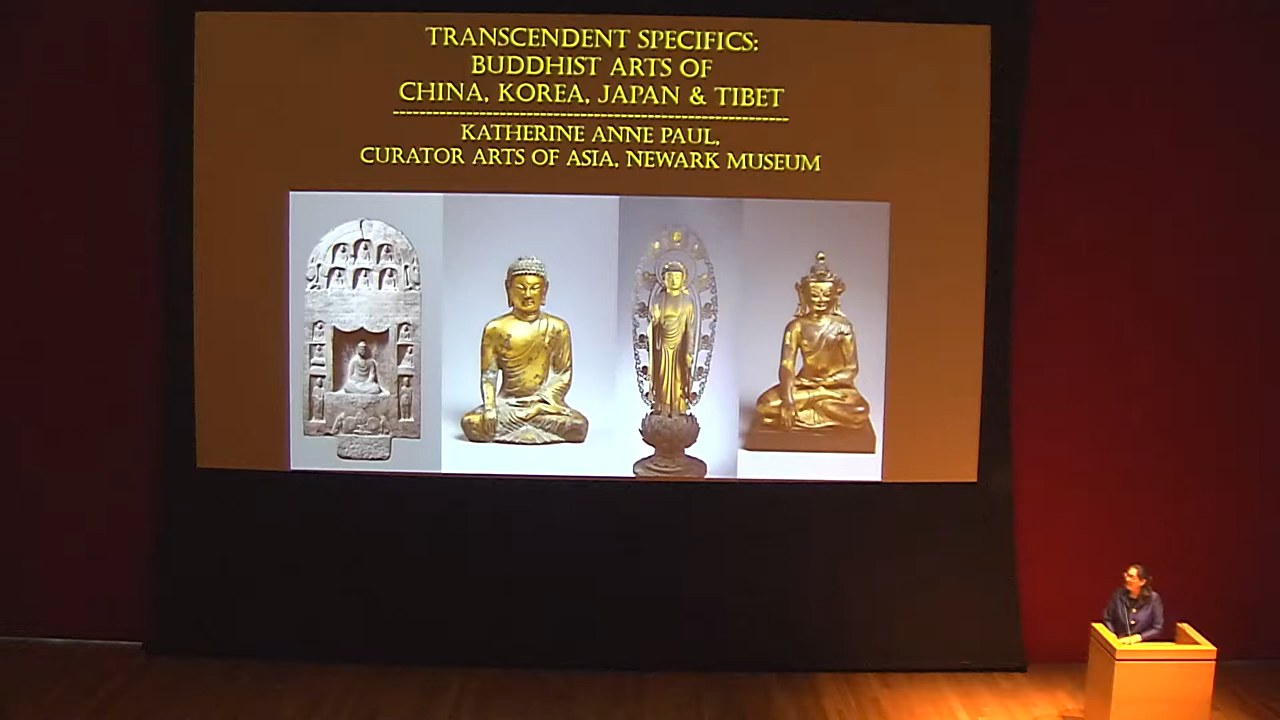 TRANSCENDENT SPECIFICS:
BUDDHIST ARTS OF
CHINA, KOREA, JAPAN & TIBET
KATHERINE ANNE PAUL,
CURATOR ARTS OF ASIA, NEWARK MUSEUM